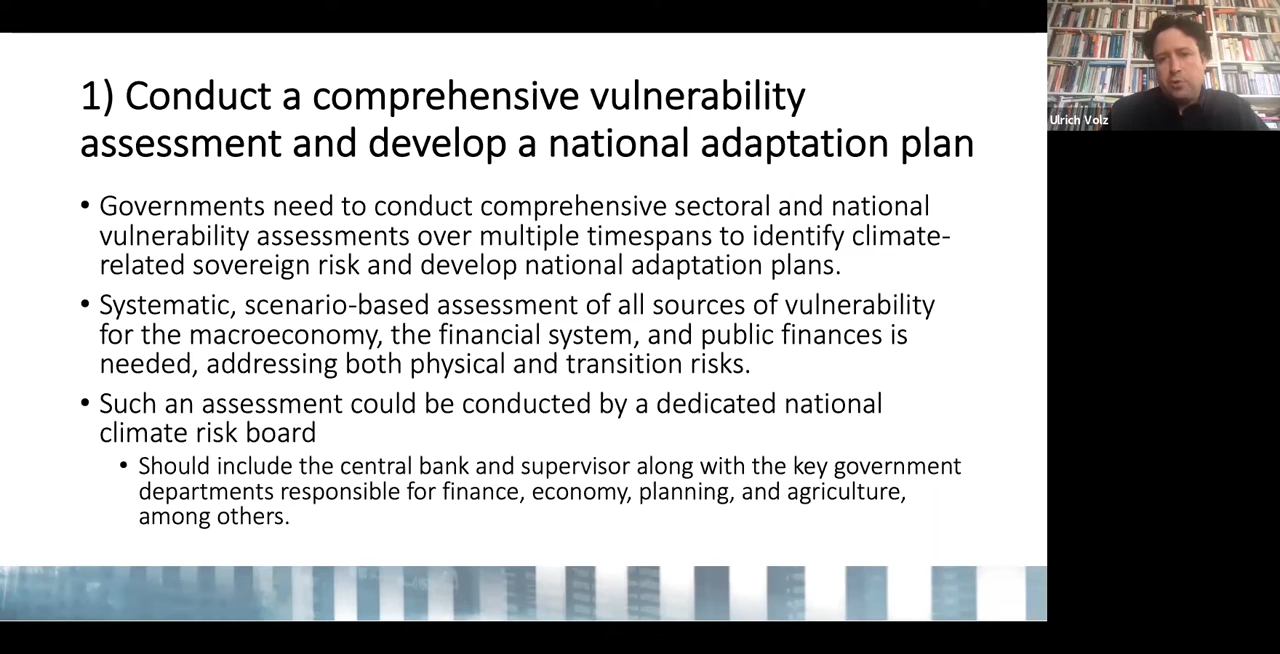 1) Conduct a comprehensive vulnerability
assessment and develop a national adaptation plan
• Governments need to conduct comprehensive sectoral and national
vulnerability assessments over multiple timespans to identify climate-
related sovereign risk and develop national adaptation plans.
• Systematic, scenario-based assessment of all sources of vulnerability
for the macroeconomy, the financial system, and public finances is
needed, addressing both physical and transition risks.
• Such an assessment could be conducted by a dedicated national
climate risk board
• Should include the central bank and supervisor along with the key government
departments responsible for finance, economy, planning, and agriculture,
among others.
Ulrich Volz